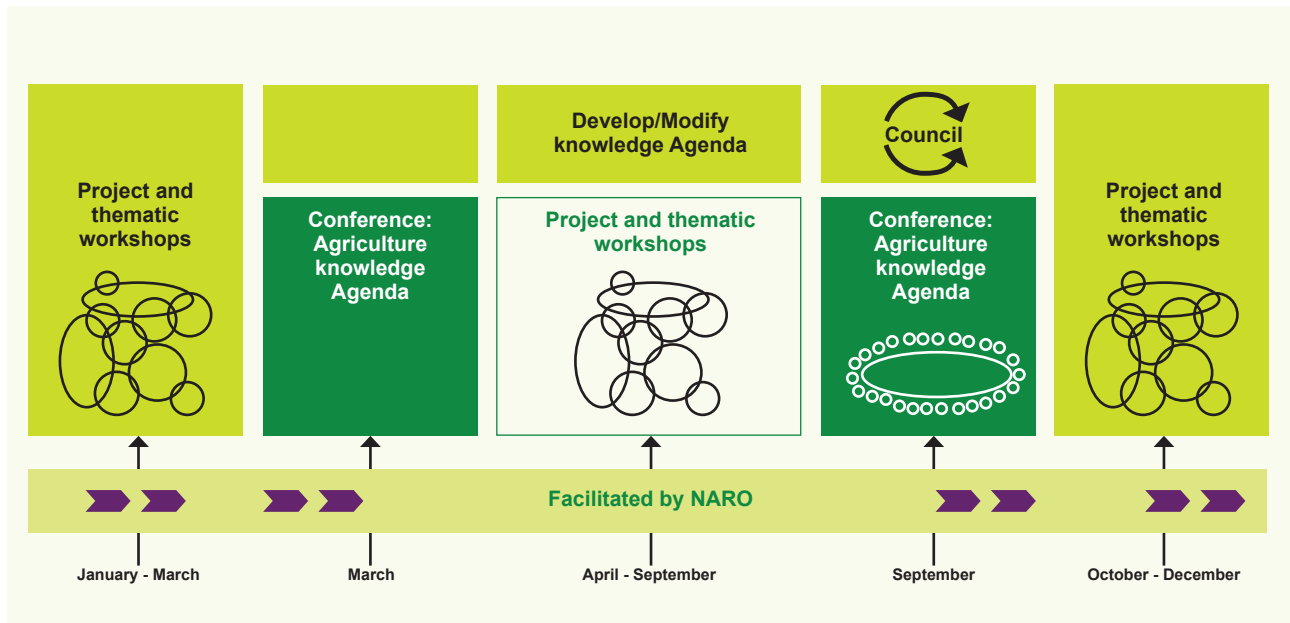 Project and
thematic
workshops
Conference:
Agriculture
knowledge
Agenda
Develop/Modify
knowledge Agenda
Project and thematic
workshops
Council
Conference:
Agriculture
knowledge
Agenda
Project and
thematic
workshops
Facilitated by NARO
January - March
March
April - September
September
October - December